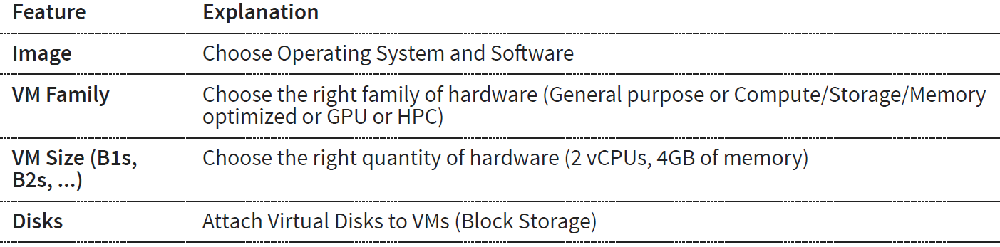 Feature Explanation
Image Choose Operating System and Software
VM Family Choose the right family of hardware (General purpose or Compute/Storage/Memory
optimized or GPU or HPC)
VM Size (B1s, Choose the right quantity of hardware (2 vCPUs, 4GB of memory)
B2s, ...)
Disks Attach Virtual Disks to VMs (Block Storage)